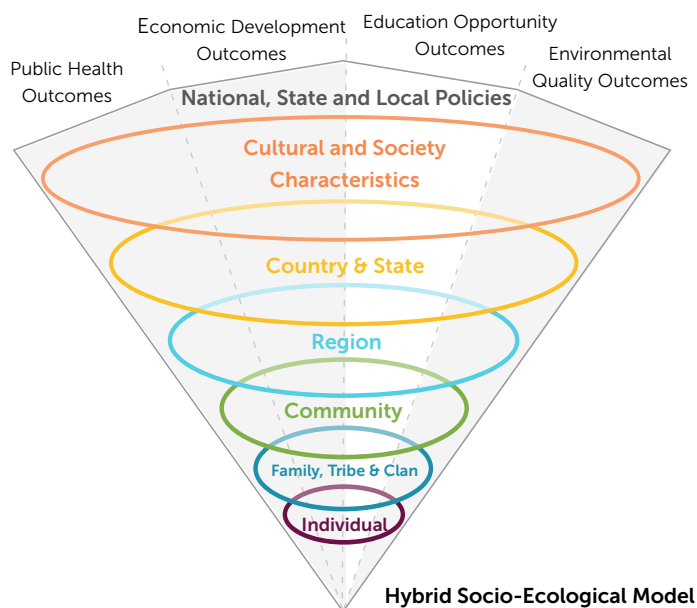 Economic Development
Outcomes
Education Opportunity
Outcomes
Public Health
Outcomes
Environmental
Quality Outcomes
National, State and Local Policies
Cultural and Society
Characteristics
Country & State
Region
Community
Family, Tribe & Clan
Individual
Hybrid Socio-Ecological Model